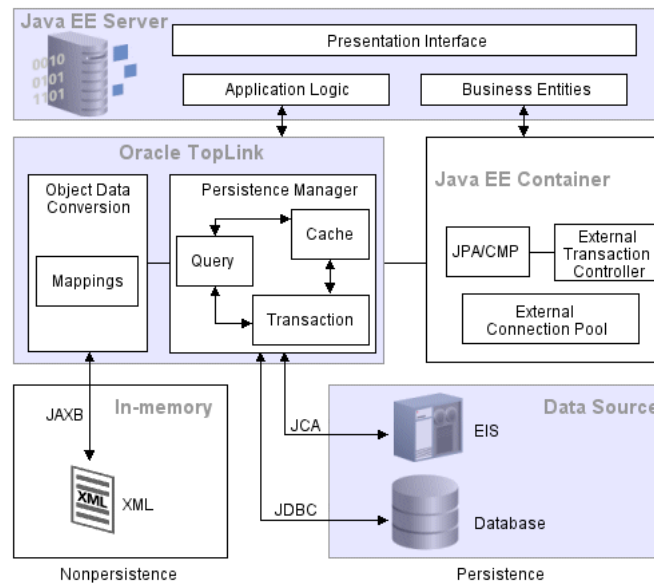 Java EE Server
0010
0101
1101
Presentation Interface
Application Logic
Business Entities
Oracle TopLink
Object Data
Conversion
Mappings
Persistence Manager
Cache
Query
Transaction
Java EE Container
JPA/CMP
External
Transaction
Controller
External
Connection Pool
JAXB
In-memory
XML
XML
JCA
JDBC
Data Source
EIS
Database
Nonpersistence
Persistence